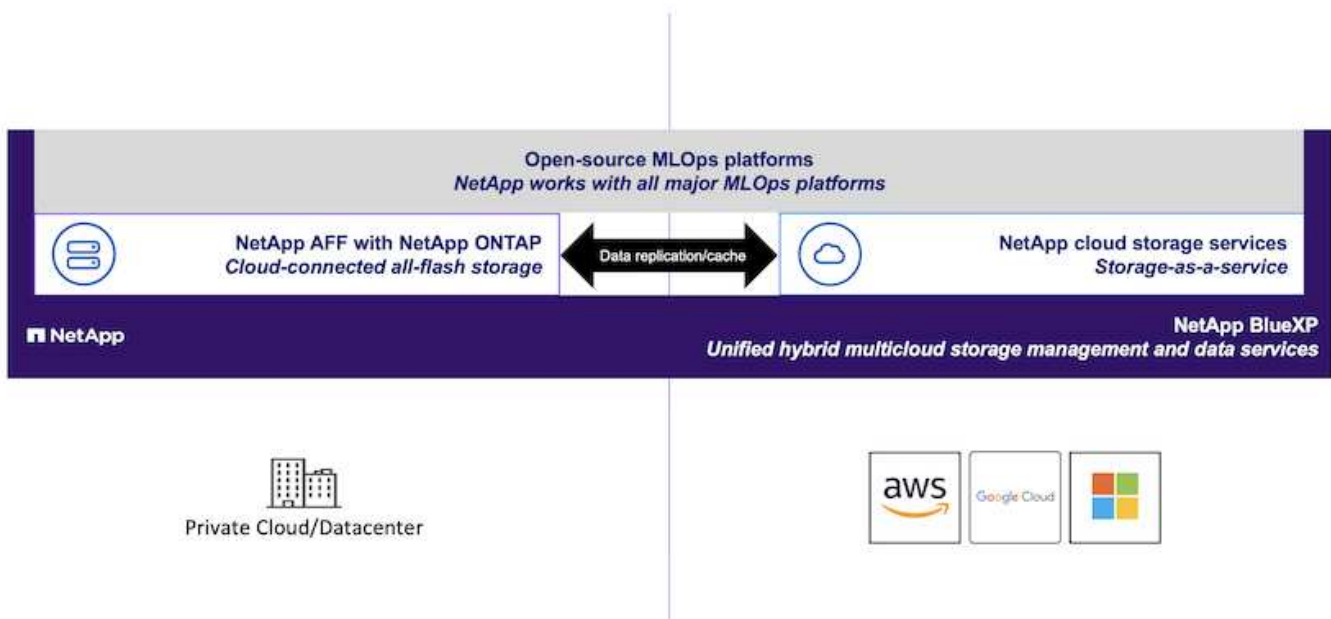 Open-source MLOps platforms
NetApp works with all major MLOps platforms
NetApp AFF with NetApp ONTAP
Cloud-connected all-flash storage
Data replication/cache
NetApp cloud storage services
Storage-as-a-service
NetApp
NetApp BlueXP
Unified hybrid multicloud storage management and data services
Private Cloud/Datacenter
aws
Google Cloud